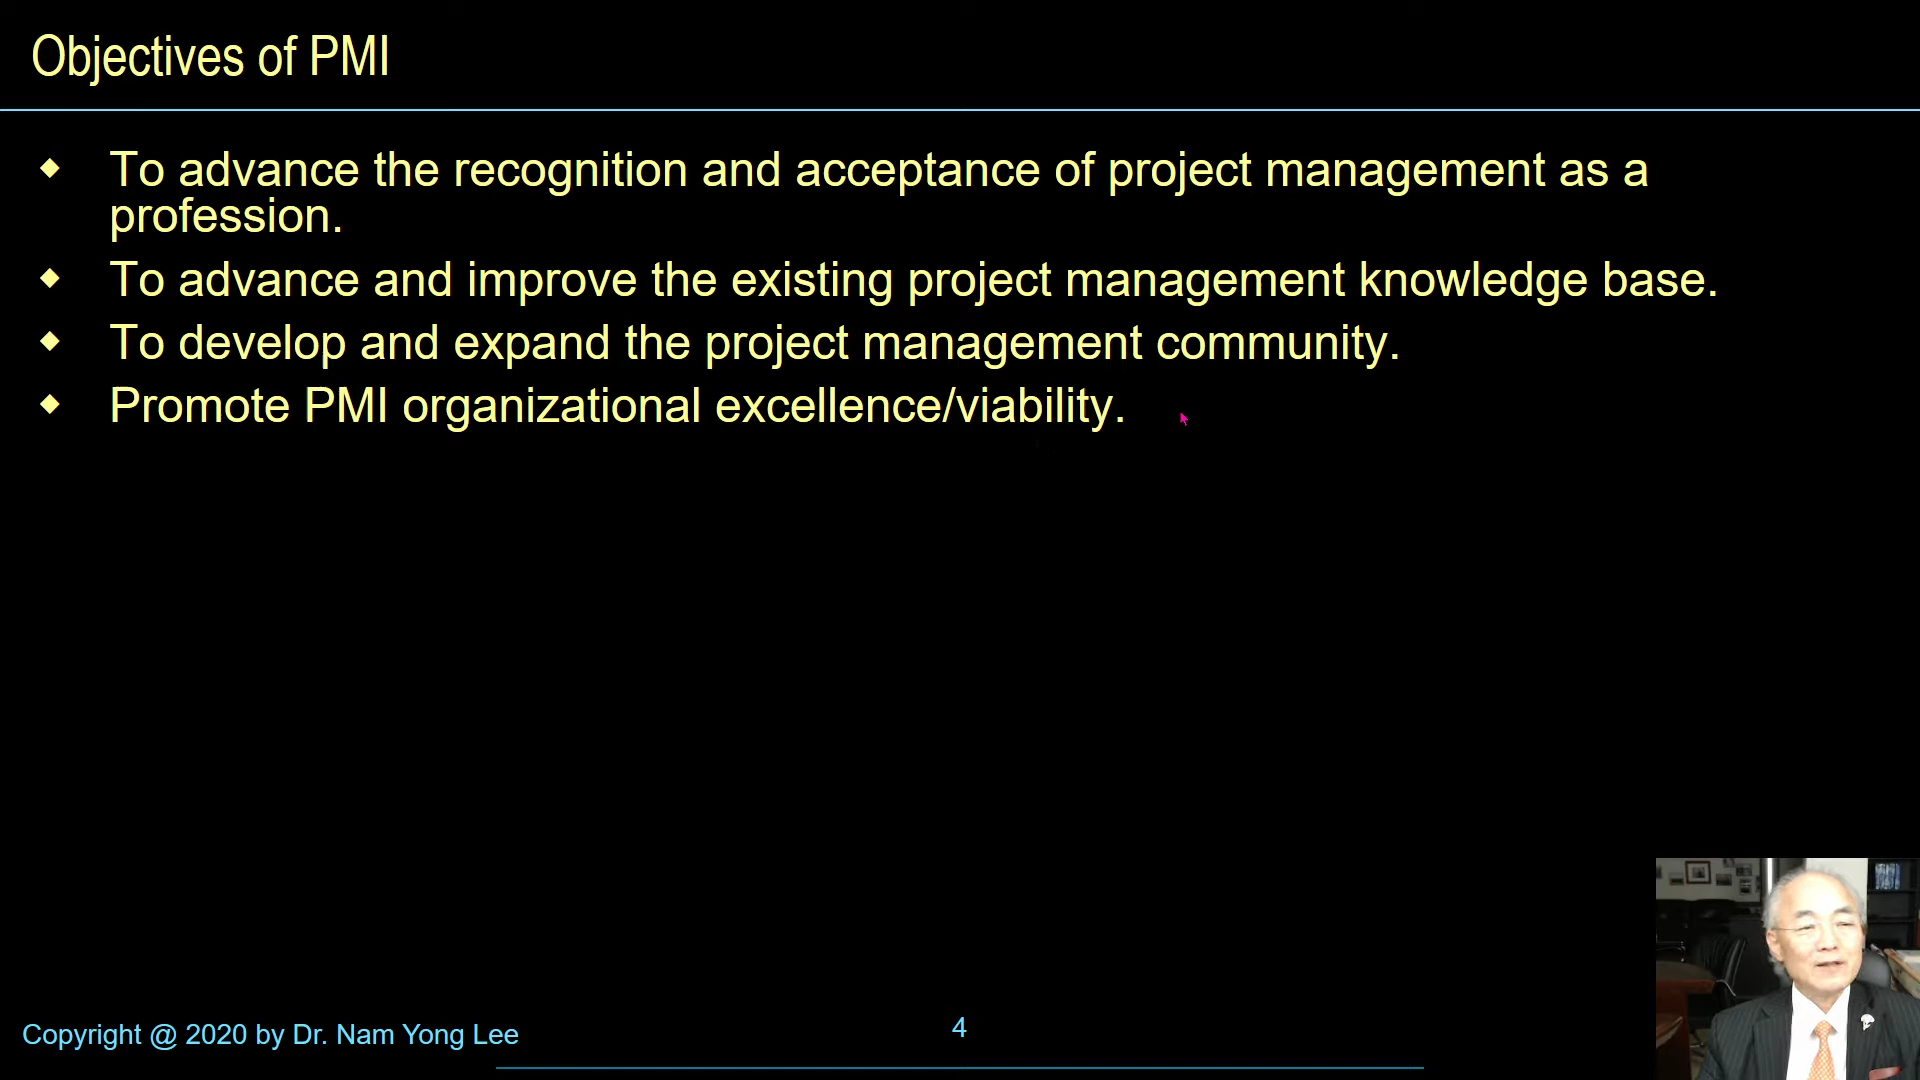 Objectives of PMI
To advance the recognition and acceptance of project management as a
profession.
To advance and improve the existing project management knowledge base.
To develop and expand the project management community.
Promote PMI organizational excellence/viability.
Copyright @ 2020 by Dr. Nam Yong Lee
4